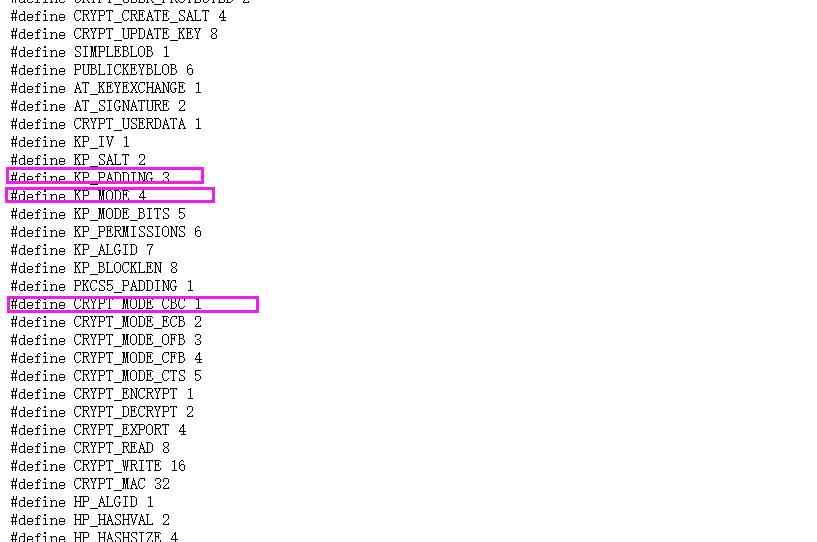 #define CRYPT_USER_PROTECTED 2
#define CRYPT_CREATE_SALT 4
#define CRYPT_UPDATE_KEY 8
#define SIMPLEBLOB 1
#define PUBLICKEYBLOB 6
#define AT_KEYEXCHANGE 1
#define AT_SIGNATURE 2
#define CRYPT_USERDATA 1
#define KP_IV 1
#define KP_SALT 2
#define KP_PADDING 3
#define KP_MODE 4
#define KP_MODE_BITS 5
#define KP_PERMISSIONS 6
#define KP_ALGID 7
#define KP_BLOCKLEN 8
#define PKCS5_PADDING 1
#define CRYPT_MODE_CBC 1
#define CRYPT_MODE_ECB 2
#define CRYPT_MODE_OFB 3
#define CRYPT_MODE_CFB 4
#define CRYPT_MODE_CTS 5
#define CRYPT_ENCRYPT 1
#define CRYPT_DECRYPT 2
#define CRYPT_EXPORT 4
#define CRYPT_READ 8
#define CRYPT_WRITE 16
#define CRYPT_MAC 32
#define HP_ALGID 1
#define HP_HASHVAL 2
#define HP_HASHSIZE 4